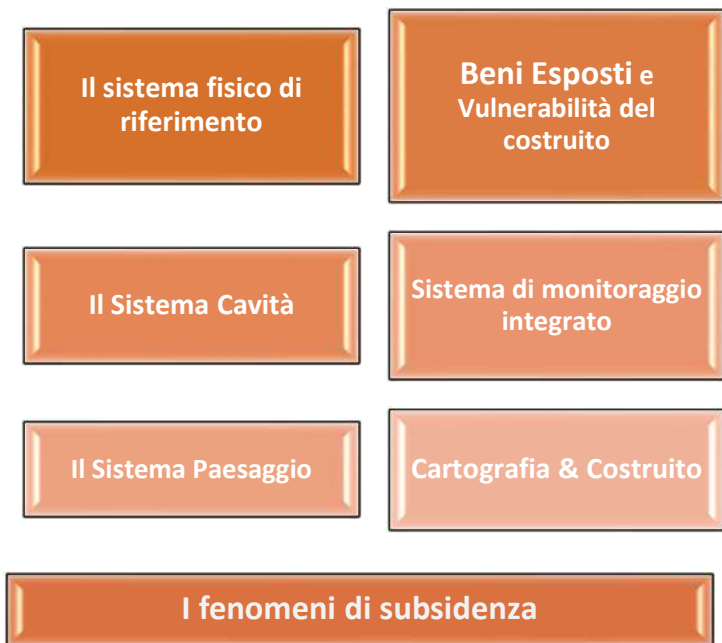 Il sistema fisico di
riferimento
Beni Esposti e
Vulnerabilità del
costruito
Il Sistema Cavità
Sistema di monitoraggio
integrato
Il Sistema Paesaggio
Cartografia & Costruito
I fenomeni di subsidenza